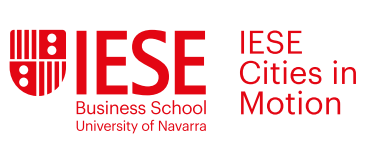 IESE
Business School
University of Navarra
IESE
Cities in
Motion